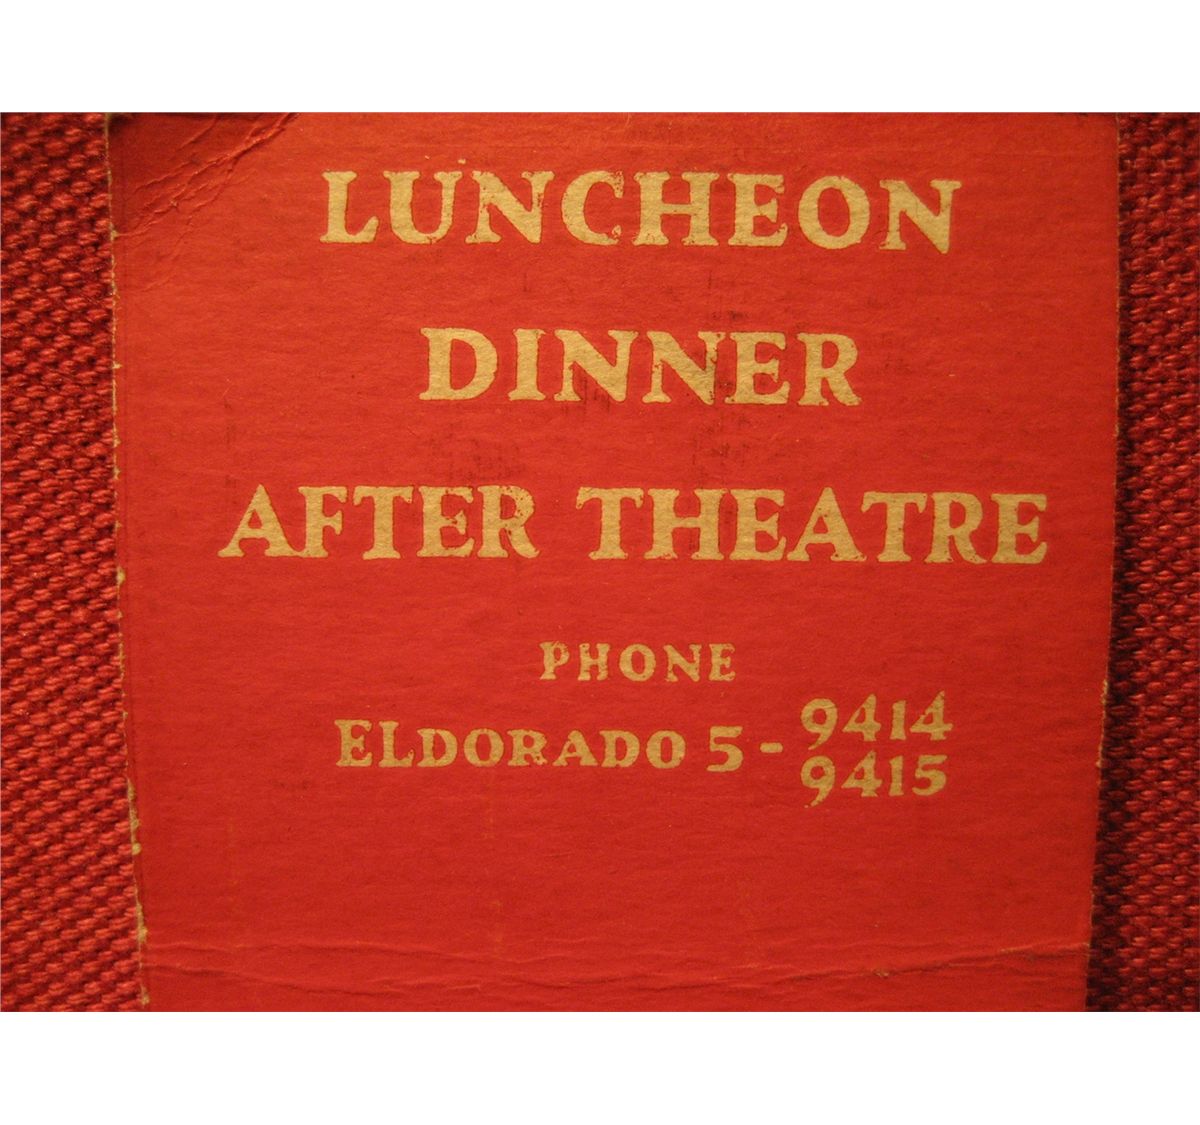 LUNCHEON
DINNER
AFTER THEATRE
PHONE
ELDORADO 5 - 9414
9415